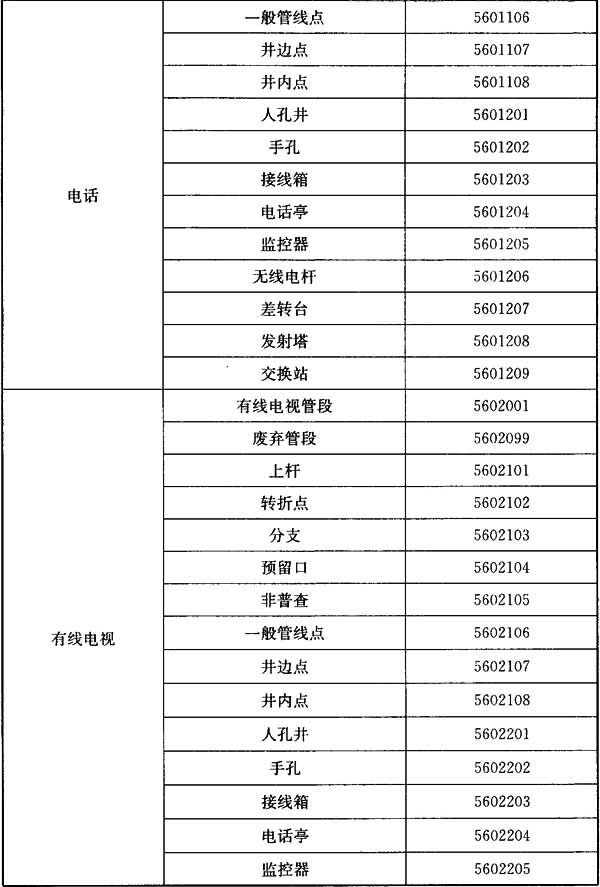 一般管线点 5601106
井边点 5601107
井内点 5601108
人孔井 5601201
手孔 5601202
接线箱 5601203
电话 电话亭 5601204
监控器 5601205
无线电杆 5601206
差转台 5601207
发射塔 5601208
交换站 5601209
有线电视管段 5602001
废弃管段 5602099
上杆 5602101
转折点 5602102
分支 5602103
预留口 5602104
非普查 5602105
有线电视 一般管线点 5602106
井边点 5602107
井内点 5602108
人孔井 5602201
手孔 5602202
接线箱 5602203
电话亭 5602204
监控器 5602205